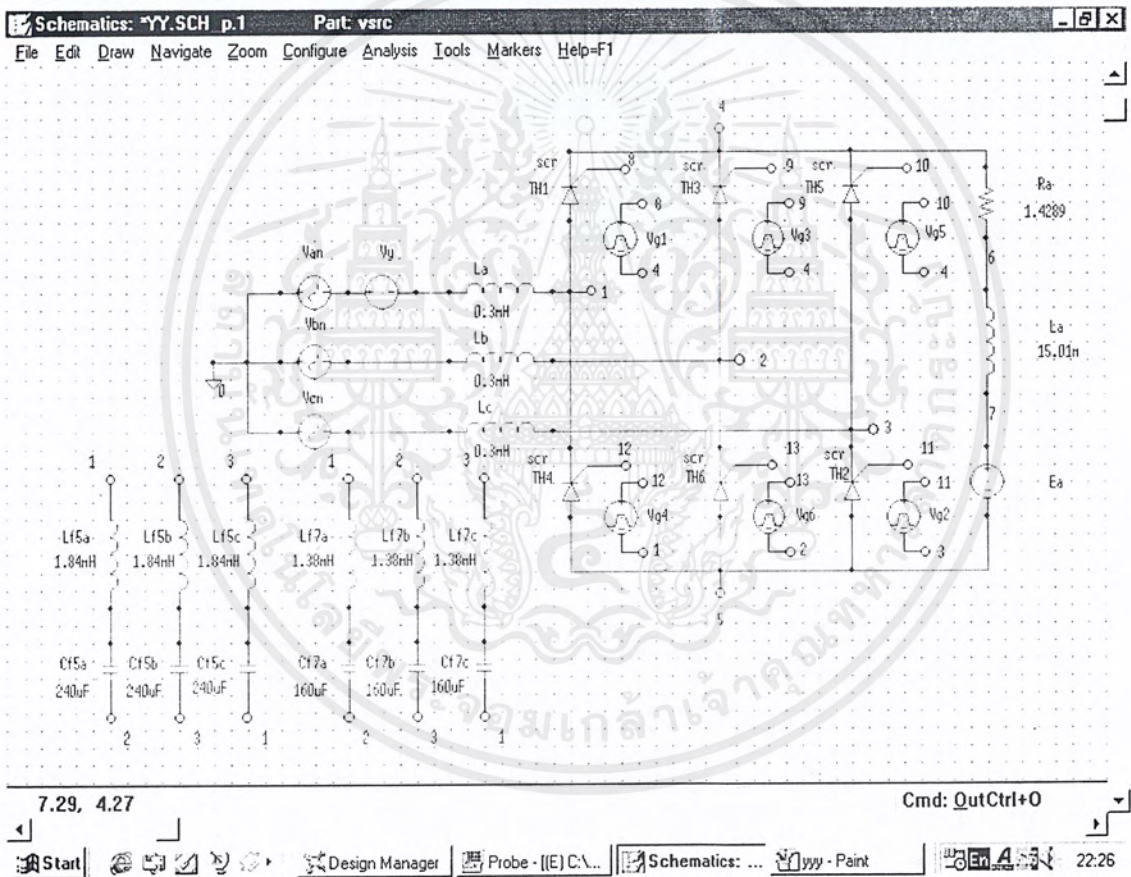 Schematics: *YY.SCH p.1 Part: vsrc
File Edit Draw Navigate Zoom Configure Analysis Tools Markers Help=F1
4
scr 8 scr 9 scr 10
TH1 TH3 TH5
Ra
1.4289
8 9 10
Vg1 Vg3 Vg5
4 4 4
6
Van Vy La 1
0.3mH
Vbn Lb 2
0.3mH
La
15.01m
0
Vcn Lc 3
0.3mH
7
1 2 3 1 2 3
scr 12 scr 13 scr 11
TH4 TH6 TH2
12 13 11
Vg4 Vg6 Vg2
1 2 3
Ea
Lf5a Lf5b Lf5c Lf7a Lf7b Lf7c
1.84mH 1.84mH 1.84mH 1.38mH 1.38mH 1.38mH
5
Cf5a Cf5b Cf5c Cf7a Cf7b Cf7c
240uF 240uF 240uF 160uF 160uF 160uF
2 3 1 2 3 1
7.29, 4.27 Cmd: OutCtrl+O
Start Design Manager Probe - [(E) C:\... Schematics: ... yyy - Paint En 22:26